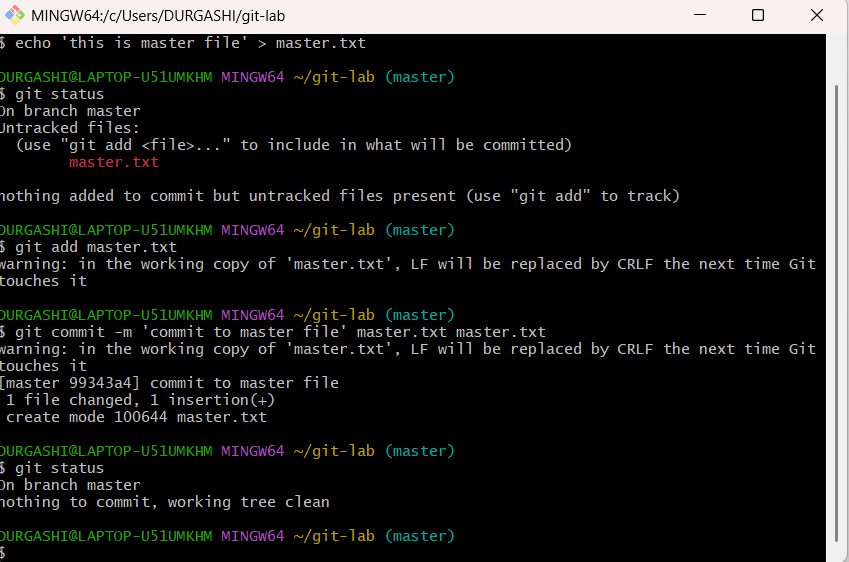 MINGW64:/c/Users/DURGASHI/git-lab
$ echo 'this is master file' > master.txt
DURGASHI@LAPTOP-U51UMKHM MINGW64 ~/git-lab (master)
$ git status
On branch master
Untracked files:
  (use "git add <file>..." to include in what will be committed)
        master.txt
nothing added to commit but untracked files present (use "git add" to track)
DURGASHI@LAPTOP-U51UMKHM MINGW64 ~/git-lab (master)
$ git add master.txt
warning: in the working copy of 'master.txt', LF will be replaced by CRLF the next time Git
touches it
DURGASHI@LAPTOP-U51UMKHM MINGW64 ~/git-lab (master)
$ git commit -m 'commit to master file' master.txt master.txt
warning: in the working copy of 'master.txt', LF will be replaced by CRLF the next time Git
touches it
[master 99343a4] commit to master file
 1 file changed, 1 insertion(+)
 create mode 100644 master.txt
DURGASHI@LAPTOP-U51UMKHM MINGW64 ~/git-lab (master)
$ git status
On branch master
nothing to commit, working tree clean
DURGASHI@LAPTOP-U51UMKHM MINGW64 ~/git-lab (master)
$